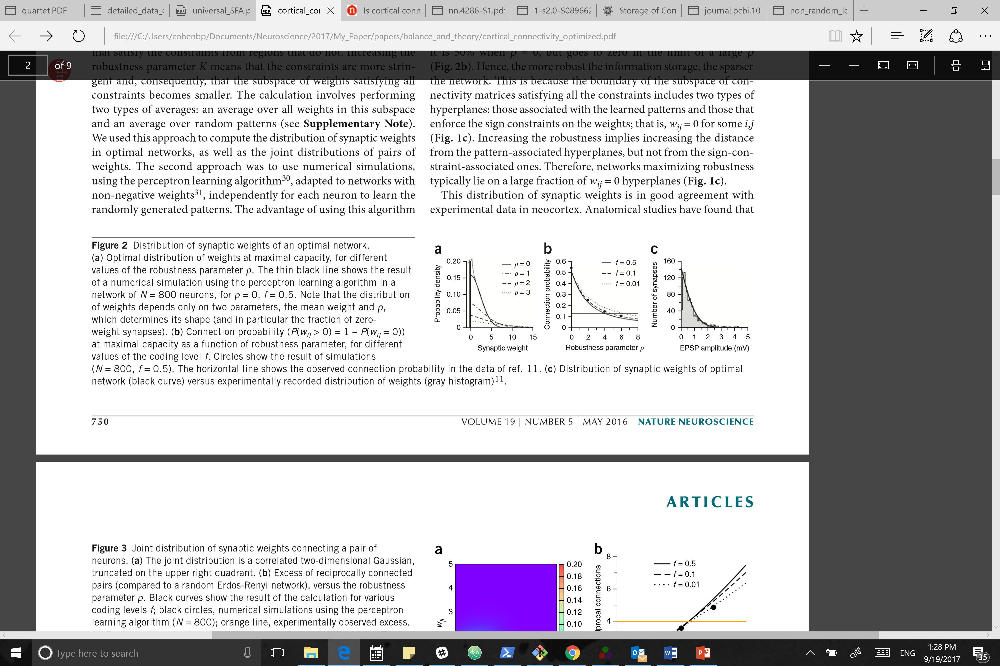 quartet.PDF
detailed_data_c
universal_SFA.p
cortical_cor
Is cortical conn
nn.4286-S1.pdf
1-s2.0-S089662
Storage of Corr
journal.pcbi.10
non_random_lc
file:///C:/Users/cohenbp/Documents/Neuroscience/2017/My_Paper/papers/balance_and_theory/cortical_connectivity_optimized.pdf
2 of 9
that satisfy the constraints from regions that do not. Increasing the
robustness parameter K means that the constraints are more strin-
gent and, consequently, that the subspace of weights satisfying all
constraints becomes smaller. The calculation involves performing
two types of averages: an average over all weights in this subspace
and an average over random patterns (see Supplementary Note).
We used this approach to compute the distribution of synaptic weights
in optimal networks, as well as the joint distributions of pairs of
weights. The second approach was to use numerical simulations,
using the perceptron learning algorithm30, adapted to networks with
non-negative weights31, independently for each neuron to learn the
randomly generated patterns. The advantage of using this algorithm
it is 50% when ρ = 0, but goes to zero in the limit of a large ρ
(Fig. 2b). Hence, the more robust the information storage, the sparser
the network. This is because the boundary of the subspace of con-
nectivity matrices satisfying all the constraints includes two types of
hyperplanes: those associated with the learned patterns and those that
enforce the sign constraints on the weights; that is, wij = 0 for some i,j
(Fig. 1c). Increasing the robustness implies increasing the distance
from the pattern-associated hyperplanes, but not from the sign-con-
straint-associated ones. Therefore, networks maximizing robustness
typically lie on a large fraction of wij = 0 hyperplanes (Fig. 1c).
This distribution of synaptic weights is in good agreement with
experimental data in neocortex. Anatomical studies have found that
Figure 2 Distribution of synaptic weights of an optimal network.
(a) Optimal distribution of weights at maximal capacity, for different
values of the robustness parameter ρ. The thin black line shows the result
of a numerical simulation using the perceptron learning algorithm in a
network of N = 800 neurons, for ρ = 0, f = 0.5. Note that the distribution
of weights depends only on two parameters, the mean weight and ρ,
which determines its shape (and in particular the fraction of zero-
weight synapses). (b) Connection probability (P(wij > 0) = 1 – P(wij = 0))
at maximal capacity as a function of robustness parameter, for different
values of the coding level f. Circles show the result of simulations
(N = 800, f = 0.5). The horizontal line shows the observed connection probability in the data of ref. 11. (c) Distribution of synaptic weights of optimal
network (black curve) versus experimentally recorded distribution of weights (gray histogram)11.
a
Probability density
0.20
0.15
0.10
0.05
0
ρ = 0
ρ = 1
ρ = 2
ρ = 3
0 5 10 15
Synaptic weight
b
Connection probability
0.6
0.5
0.4
0.3
0.2
0.1
0
f = 0.5
f = 0.1
f = 0.01
0 2 4 6 8
Robustness parameter ρ
c
Number of synapses
160
120
80
40
0
0 1 2 3 4 5
EPSP amplitude (mV)
750
VOLUME 19 | NUMBER 5 | MAY 2016 NATURE NEUROSCIENCE
ARTICLES
Figure 3 Joint distribution of synaptic weights connecting a pair of
neurons. (a) The joint distribution is a correlated two-dimensional Gaussian,
truncated on the upper right quadrant. (b) Excess of reciprocally connected
pairs (compared to a random Erdos-Renyi network), versus the robustness
parameter ρ. Black curves show the result of the calculation for various
coding levels f; black circles, numerical simulations using the perceptron
learning algorithm (N = 800); orange line, experimentally observed excess.
a
5
4
3
wji
0.20
0.18
0.16
0.14
0.12
0.10
b
iprocal connections
8
6
4
f = 0.5
f = 0.1
f = 0.01
Type here to search
ENG
1:28 PM
9/19/2017
35